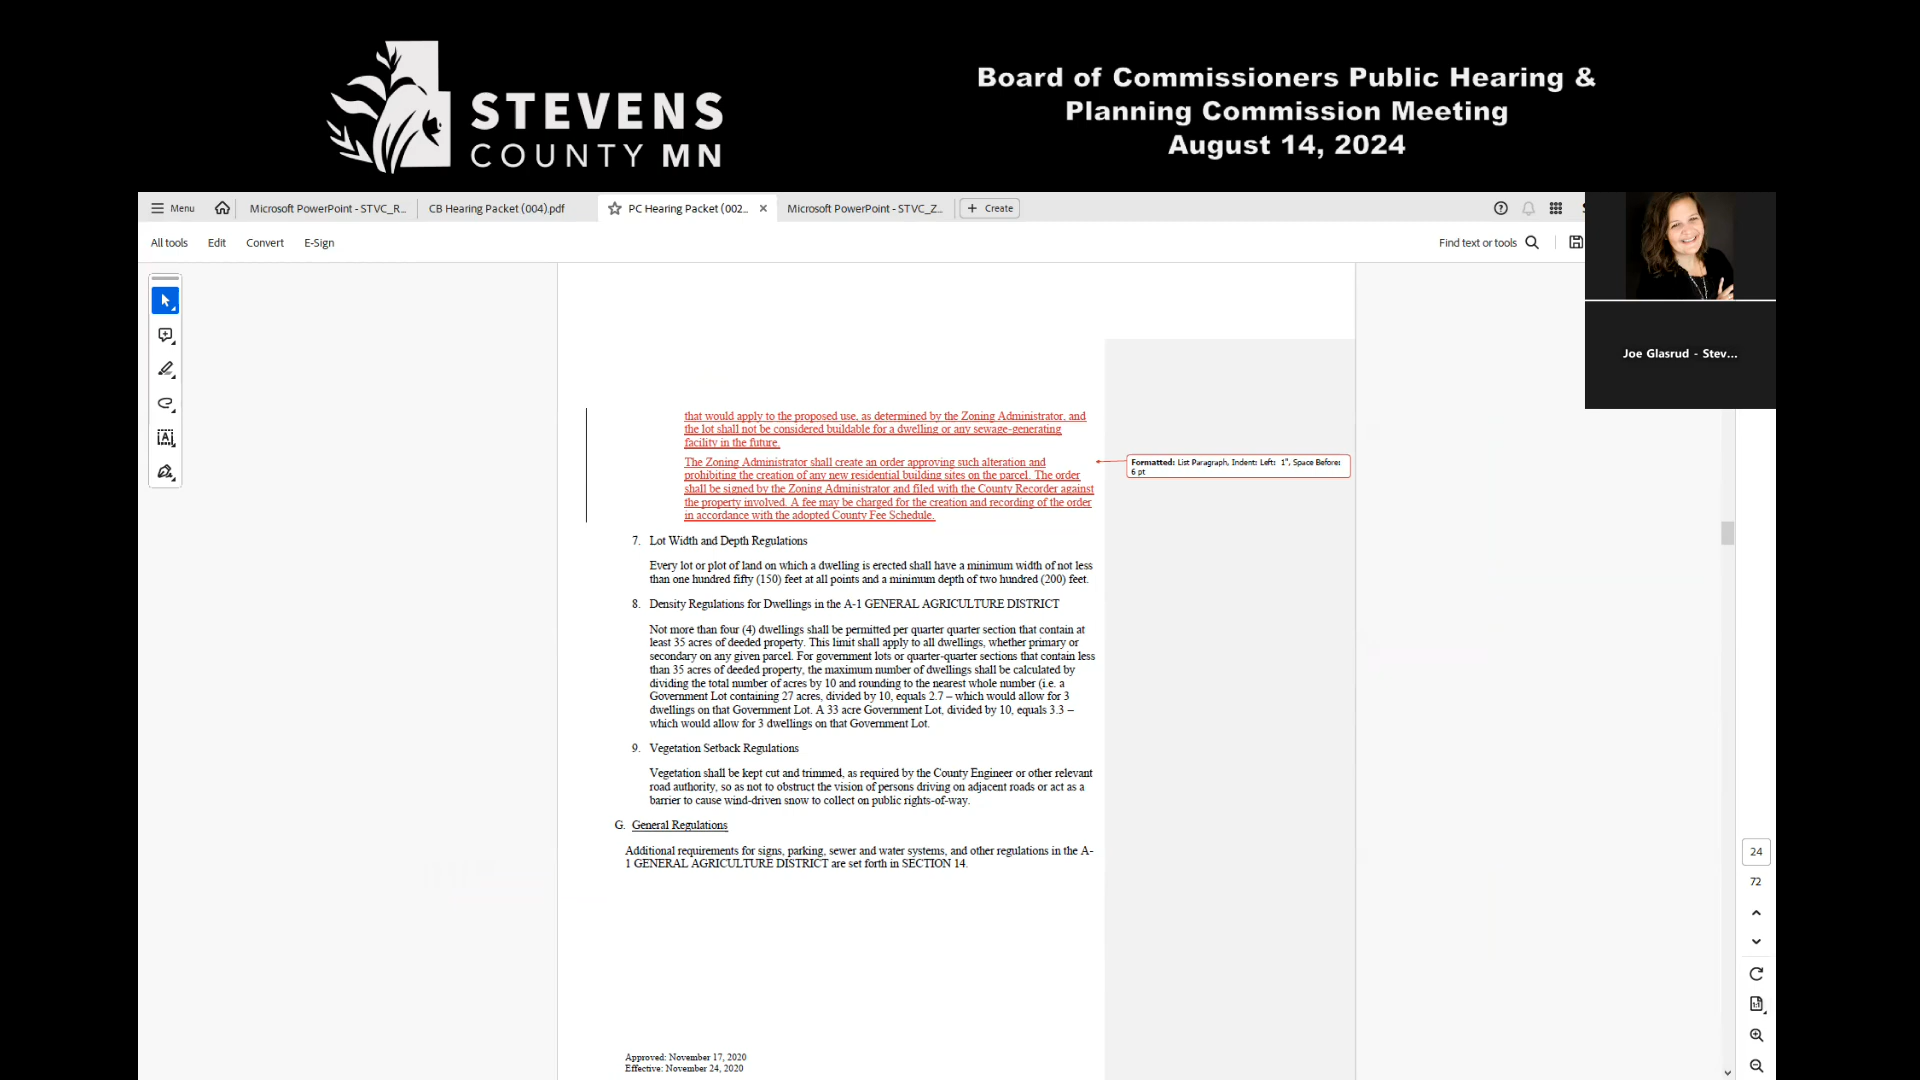 STEVENS
COUNTY MN
Board of Commissioners Public Hearing &
Planning Commission Meeting
August 14, 2024
Menu
Microsoft PowerPoint - STVC_R...
CB Hearing Packet (004).pdf
PC Hearing Packet (002...
Microsoft PowerPoint - STVC_Z...
Create
All tools
Edit
Convert
E-Sign
Find text or tools
Joe Glasrud - Stev...
that would apply to the proposed use, as determined by the Zoning Administrator, and
the lot shall not be considered buildable for a dwelling or any sewage-generating
facility in the future.
The Zoning Administrator shall create an order approving such alteration and
prohibiting the creation of any new residential building sites on the parcel. The order
shall be signed by the Zoning Administrator and filed with the County Recorder against
the property involved. A fee may be charged for the creation and recording of the order
in accordance with the adopted County Fee Schedule.
Formatted: List Paragraph, Indent: Left: 1", Space Before:
6 pt
7. Lot Width and Depth Regulations
Every lot or plot of land on which a dwelling is erected shall have a minimum width of not less
than one hundred fifty (150) feet at all points and a minimum depth of two hundred (200) feet.
8. Density Regulations for Dwellings in the A-1 GENERAL AGRICULTURE DISTRICT
Not more than four (4) dwellings shall be permitted per quarter quarter section that contain at
least 35 acres of deeded property. This limit shall apply to all dwellings, whether primary or
secondary on any given parcel. For government lots or quarter-quarter sections that contain less
than 35 acres of deeded property, the maximum number of dwellings shall be calculated by
dividing the total number of acres by 10 and rounding to the nearest whole number (i.e. a
Government Lot containing 27 acres, divided by 10, equals 2.7 – which would allow for 3
dwellings on that Government Lot. A 33 acre Government Lot, divided by 10, equals 3.3 –
which would allow for 3 dwellings on that Government Lot.
9. Vegetation Setback Regulations
Vegetation shall be kept cut and trimmed, as required by the County Engineer or other relevant
road authority, so as not to obstruct the vision of persons driving on adjacent roads or act as a
barrier to cause wind-driven snow to collect on public rights-of-way.
G. General Regulations
Additional requirements for signs, parking, sewer and water systems, and other regulations in the A-
1 GENERAL AGRICULTURE DISTRICT are set forth in SECTION 14.
Approved: November 17, 2020
Effective: November 24, 2020
24
72